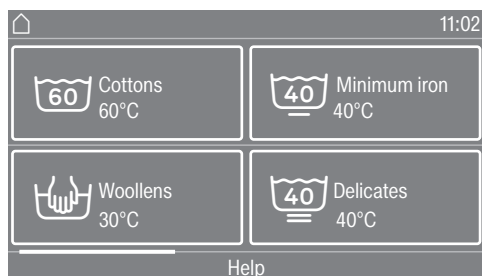 11:02
60
Cottons
60°C
40
Minimum iron
40°C
Woollens
30°C
40
Delicates
40°C
Help